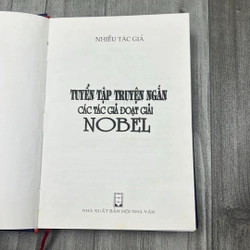 NHIỀU TÁC GIẢ
TUYỂN TẬP TRUYỆN NGẮN
CÁC TÁC GIẢ ĐOẠT GIẢI
NOBEL
NHÀ XUẤT BẢN HỘI NHÀ VĂN